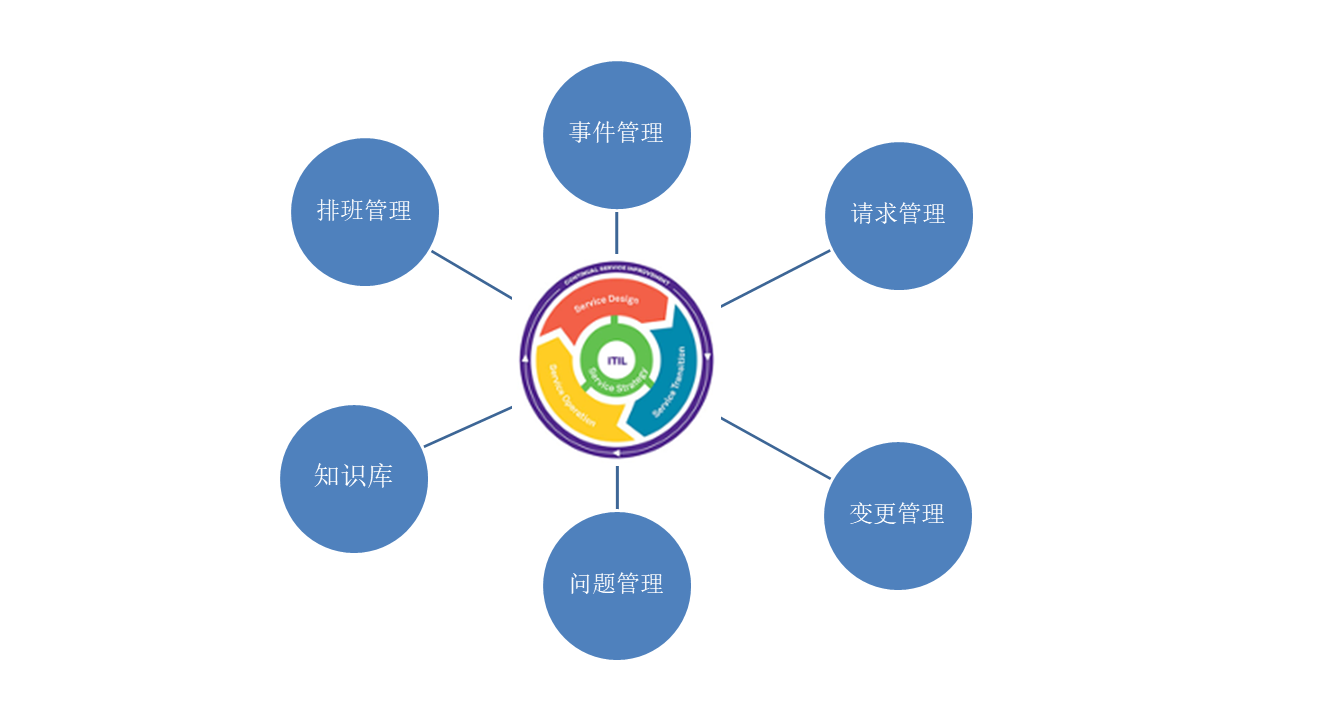 事件管理
排班管理
请求管理
CONTINUAL SERVICE IMPROVEMENT
Service Design
ITIL
Service Strategy
Service Transition
Service Operation
知识库
变更管理
问题管理